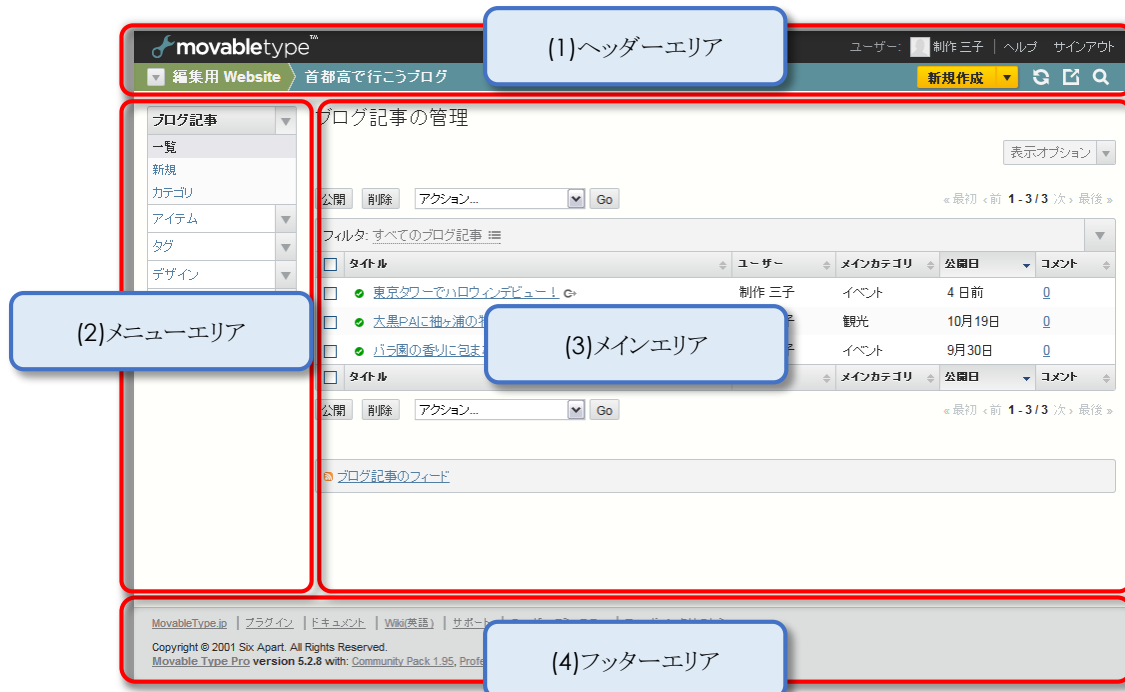 (1)ヘッダーエリア
movabletype™
ユーザー: 制作 三子 | ヘルプ サインアウト
編集用 Website 首都高で行こうブログ 新規作成
ブログ記事
一覧
新規
カテゴリ
アイテム
タグ
デザイン
(2)メニューエリア
ブログ記事の管理
表示オプション
公開 削除 アクション... Go «最初 ‹前 1 - 3 / 3 次› 最後»
フィルタ: すべてのブログ記事
タイトル ユーザー メインカテゴリ 公開日 コメント
東京タワーでハロウィンデビュー! 制作 三子 イベント 4 日前 0
大黒PAに袖ヶ浦の 観光 10月19日 0
バラ園の香りに包ま イベント 9月30日 0
(3)メインエリア
タイトル メインカテゴリ 公開日 コメント
公開 削除 アクション... Go «最初 ‹前 1 - 3 / 3 次› 最後»
ブログ記事のフィード
MovableType.jp | プラグイン | ドキュメント | Wiki(英語) | サポート |
Copyright © 2001 Six Apart. All Rights Reserved.
Movable Type Pro version 5.2.8 with: Community Pack 1.95,
(4)フッターエリア